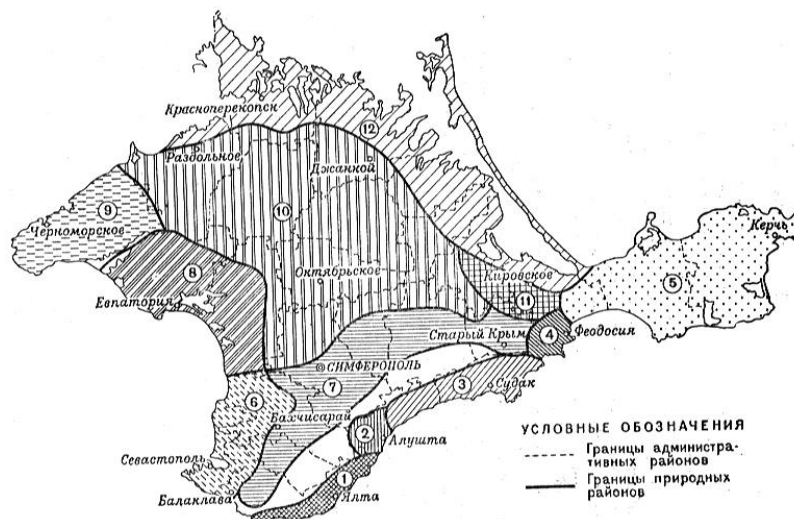 Красноперекопск
12
Раздольное
Джанкой
9
10
Керчь
Черноморское
8
Октябрьское
Кировское
5
11
Евпатория
Старый Крым
4
Феодосия
СИМФЕРОПОЛЬ
7
3
Судак
6
Бахчисарай
2
Алушта
Севастополь
1
Балаклава
Ялта
УСЛОВНЫЕ ОБОЗНАЧЕНИЯ
Границы администра-
тивных районов
Границы природных
районов